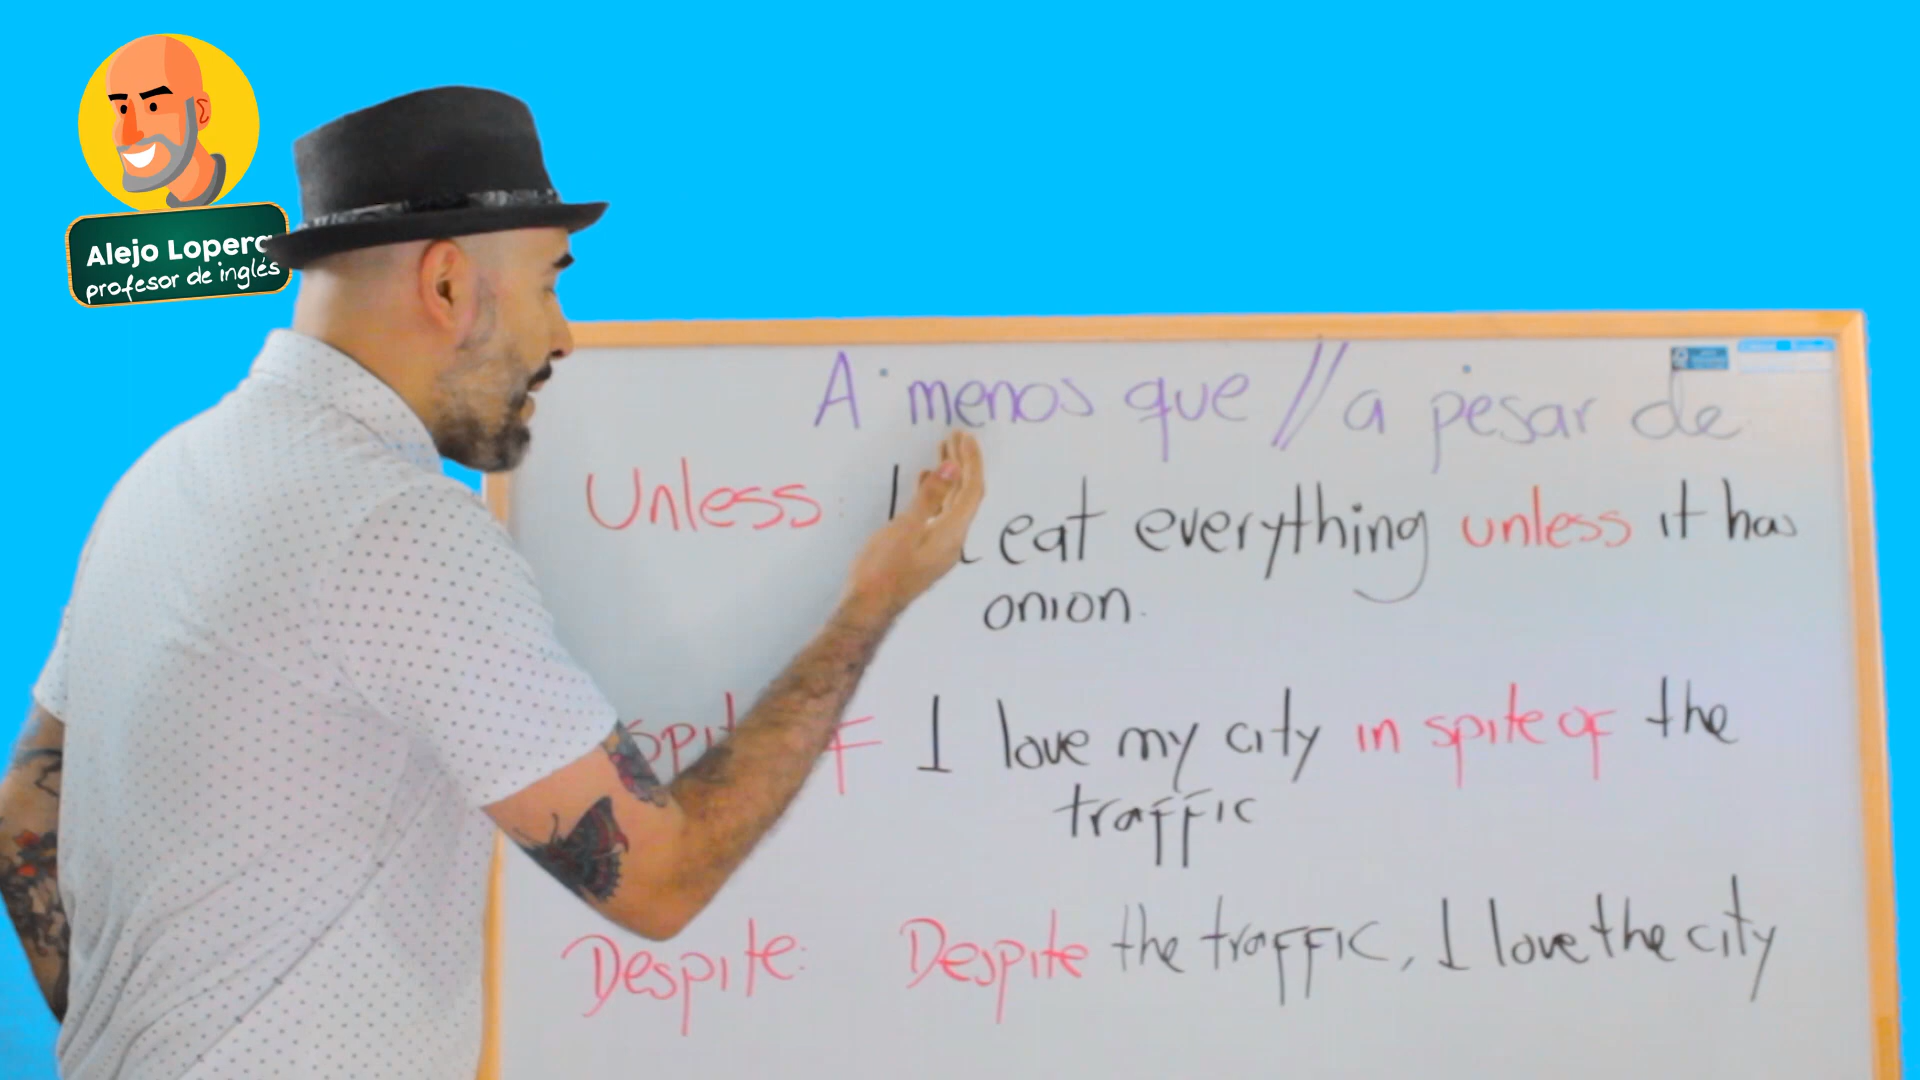 Alejo Lopera
profesor de inglés
A menos que // a pesar de
Unless: I eat everything unless it has
onion.
I love my city in spite of the
traffic
Despite: Despite the traffic, I love the city